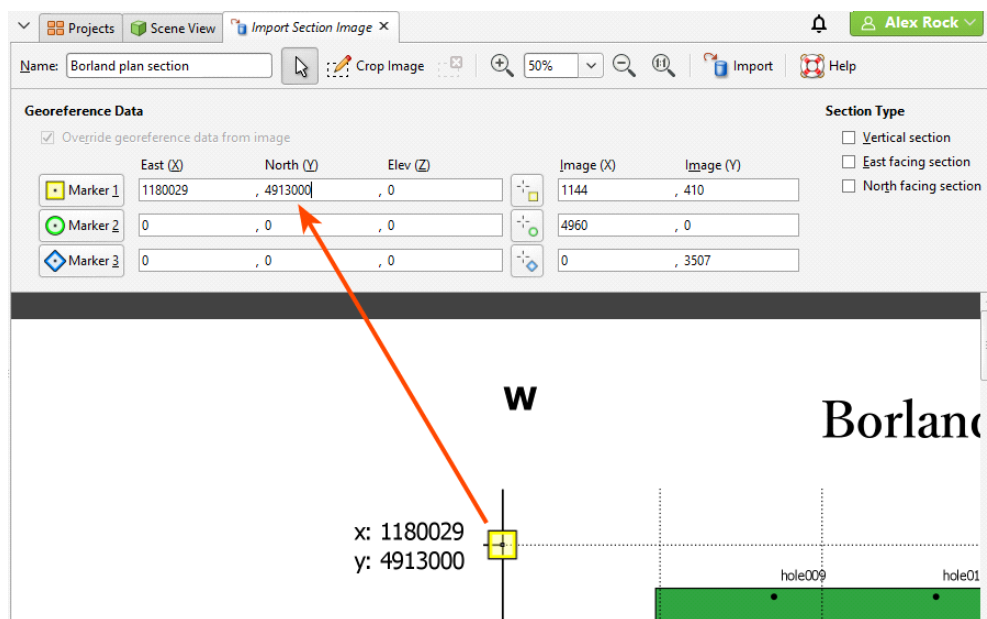 Projects Scene View Import Section Image ×
Alex Rock
Name: Borland plan section Crop Image 50% Import Help
Georeference Data Section Type
Override georeference data from image Vertical section
East (X) North (Y) Elev (Z) Image (X) Image (Y) East facing section
Marker 1 1180029 , 4913000 , 0 1144 , 410 North facing section
Marker 2 0 , 0 , 0 4960 , 0
Marker 3 0 , 0 , 0 0 , 3507
W
Borland
x: 1180029
y: 4913000
hole009 hole01